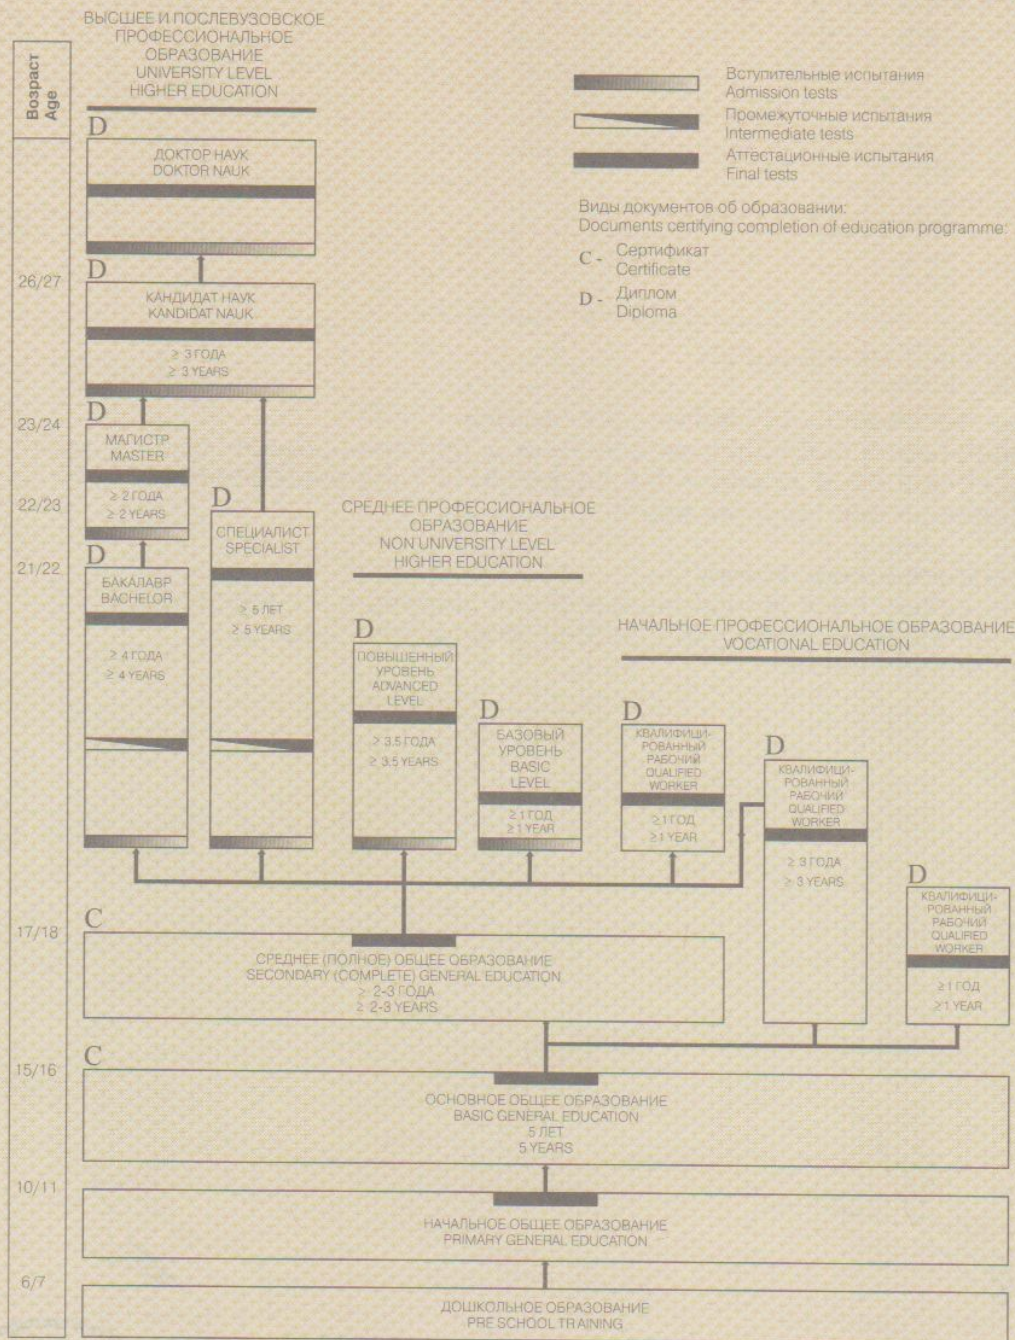 ВЫСШЕЕ И ПОСЛЕВУЗОВСКОЕ
ПРОФЕССИОНАЛЬНОЕ
ОБРАЗОВАНИЕ
UNIVERSITY LEVEL
HIGHER EDUCATION
Возраст
Age
Вступительные испытания
Admission tests
Промежуточные испытания
Intermediate tests
Аттестационные испытания
Final tests
Виды документов об образовании:
Documents certifying completion of education programme:
C - Сертификат
Certificate
D - Диплом
Diploma
D
ДОКТОР НАУК
DOKTOR NAUK
26/27
D
КАНДИДАТ НАУК
KANDIDAT NAUK
≥ 3 ГОДА
≥ 3 YEARS
23/24
D
МАГИСТР
MASTER
≥ 2 ГОДА
≥ 2 YEARS
22/23
D
СПЕЦИАЛИСТ
SPECIALIST
≥ 5 ЛЕТ
≥ 5 YEARS
21/22
D
БАКАЛАВР
BACHELOR
≥ 4 ГОДА
≥ 4 YEARS
СРЕДНЕЕ ПРОФЕССИОНАЛЬНОЕ
ОБРАЗОВАНИЕ
NON UNIVERSITY LEVEL
HIGHER EDUCATION
D
ПОВЫШЕННЫЙ
УРОВЕНЬ
ADVANCED
LEVEL
≥ 3.5 ГОДА
≥ 3.5 YEARS
D
БАЗОВЫЙ
УРОВЕНЬ
BASIC
LEVEL
≥ 1 ГОД
≥ 1 YEAR
НАЧАЛЬНОЕ ПРОФЕССИОНАЛЬНОЕ ОБРАЗОВАНИЕ
VOCATIONAL EDUCATION
D
КВАЛИФИЦИ-
РОВАННЫЙ
РАБОЧИЙ
QUALIFIED
WORKER
≥ 1 ГОД
≥ 1 YEAR
D
КВАЛИФИЦИ-
РОВАННЫЙ
РАБОЧИЙ
QUALIFIED
WORKER
≥ 3 ГОДА
≥ 3 YEARS
D
КВАЛИФИЦИ-
РОВАННЫЙ
РАБОЧИЙ
QUALIFIED
WORKER
≥ 1 ГОД
≥ 1 YEAR
17/18
C
СРЕДНЕЕ (ПОЛНОЕ) ОБЩЕЕ ОБРАЗОВАНИЕ
SECONDARY (COMPLETE) GENERAL EDUCATION
≥ 2-3 ГОДА
≥ 2-3 YEARS
15/16
C
ОСНОВНОЕ ОБЩЕЕ ОБРАЗОВАНИЕ
BASIC GENERAL EDUCATION
5 ЛЕТ
5 YEARS
10/11
НАЧАЛЬНОЕ ОБЩЕЕ ОБРАЗОВАНИЕ
PRIMARY GENERAL EDUCATION
6/7
ДОШКОЛЬНОЕ ОБРАЗОВАНИЕ
PRE SCHOOL TRAINING